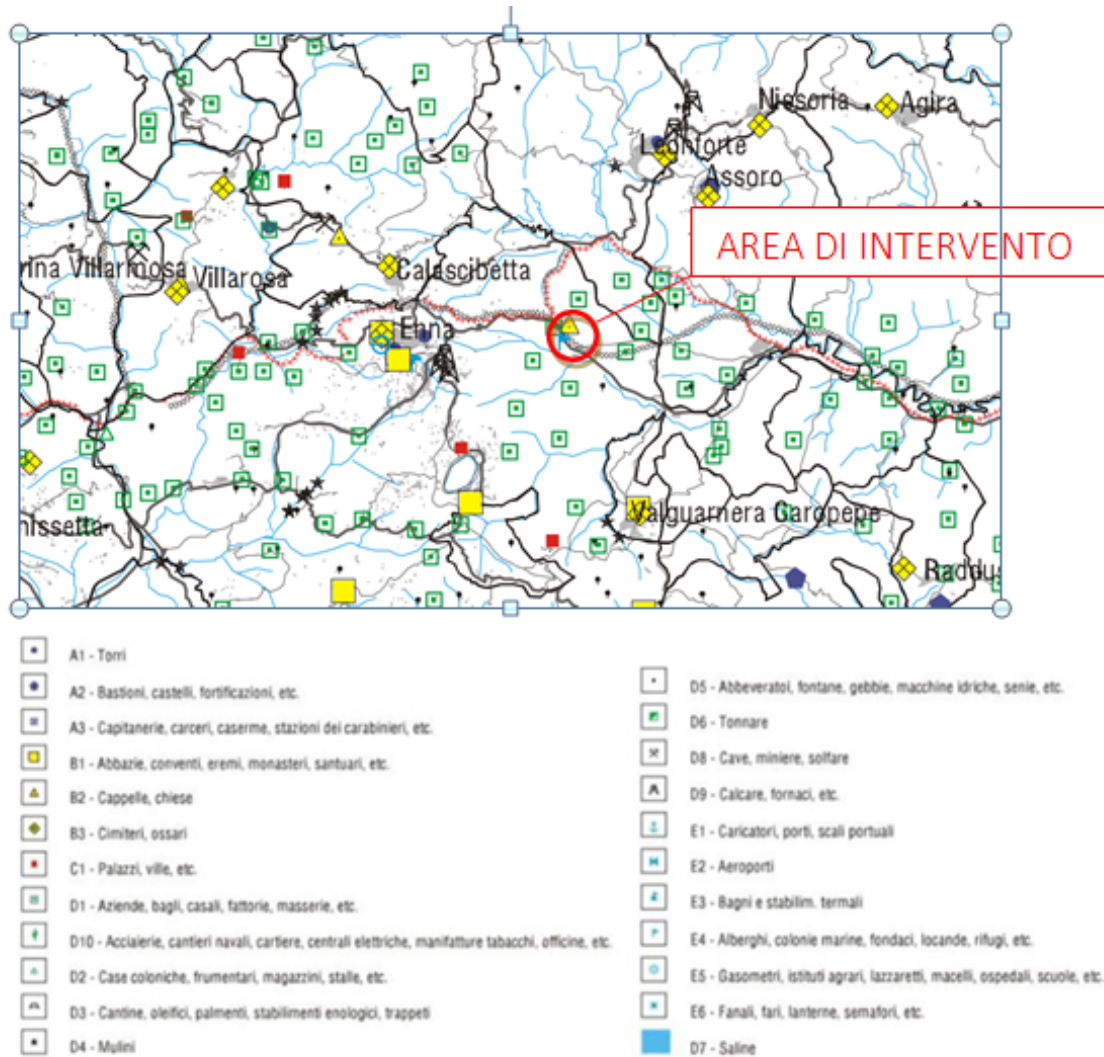 Nissoria
Agira
Leonforte
Assoro
AREA DI INTERVENTO
rina Villarmosa
Villarosa
Calascibetta
Enna
nissetta
Valguarnera Caropepe
Raddu
A1 - Torri
A2 - Bastioni, castelli, fortificazioni, etc.
A3 - Capitanerie, carceri, caserme, stazioni dei carabinieri, etc.
B1 - Abbazie, conventi, eremi, monasteri, santuari, etc.
B2 - Cappelle, chiese
B3 - Cimiteri, ossari
C1 - Palazzi, ville, etc.
D1 - Aziende, bagli, casali, fattorie, masserie, etc.
D10 - Acciaierie, cantieri navali, cartiere, centrali elettriche, manifatture tabacchi, officine, etc.
D2 - Case coloniche, frumentari, magazzini, stalle, etc.
D3 - Cantine, oleifici, palmenti, stabilimenti enologici, trappeti
D4 - Mulini
D5 - Abbeveratoi, fontane, gebbie, macchine idriche, senie, etc.
D6 - Tonnare
D8 - Cave, miniere, solfare
D9 - Calcare, fornaci, etc.
E1 - Caricatori, porti, scali portuali
E2 - Aeroporti
E3 - Bagni e stabilim. termali
E4 - Alberghi, colonie marine, fondaci, locande, rifugi, etc.
E5 - Gasometri, istituti agrari, lazzaretti, macelli, ospedali, scuole, etc.
E6 - Fanali, fari, lanterne, semafori, etc.
D7 - Saline